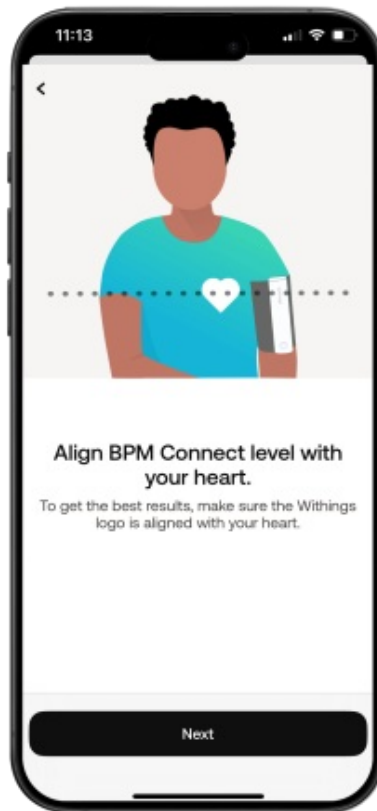 11:13
Align BPM Connect level with
your heart.
To get the best results, make sure the Withings
logo is aligned with your heart.
Next